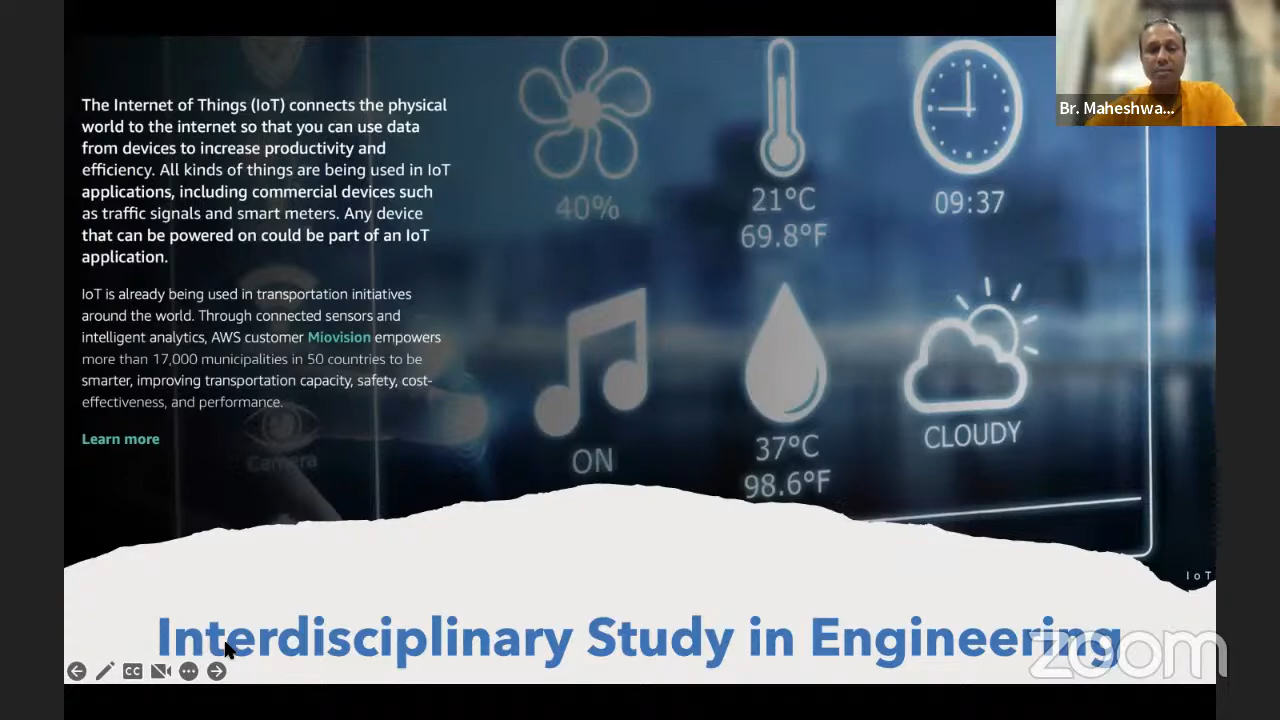 Br. Maheshwa...
The Internet of Things (IoT) connects the physical
world to the internet so that you can use data
from devices to increase productivity and
efficiency. All kinds of things are being used in IoT
applications, including commercial devices such
as traffic signals and smart meters. Any device
that can be powered on could be part of an IoT
application.
IoT is already being used in transportation initiatives
around the world. Through connected sensors and
intelligent analytics, AWS customer Miovision empowers
more than 17,000 municipalities in 50 countries to be
smarter, improving transportation capacity, safety, cost-
effectiveness, and performance.
Learn more
40%
21°C
69.8°F
09:37
ON
37°C
98.6°F
CLOUDY
Camera
IoT
Interdisciplinary Study in Engineering
CC
zoom